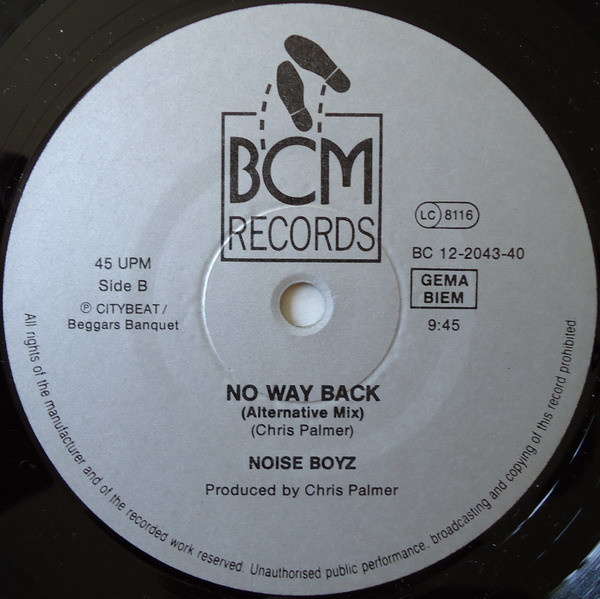 BCM
RECORDS
LC 8116
BC 12-2043-40
GEMA
BIEM
9:45
45 UPM
Side B
Ⓟ CITYBEAT/
Beggars Banquet
NO WAY BACK
(Alternative Mix)
(Chris Palmer)
NOISE BOYZ
Produced by Chris Palmer
All rights of the manufacturer and of the recorded work reserved. Unauthorised public performance, broadcasting and copying of this record prohibited.